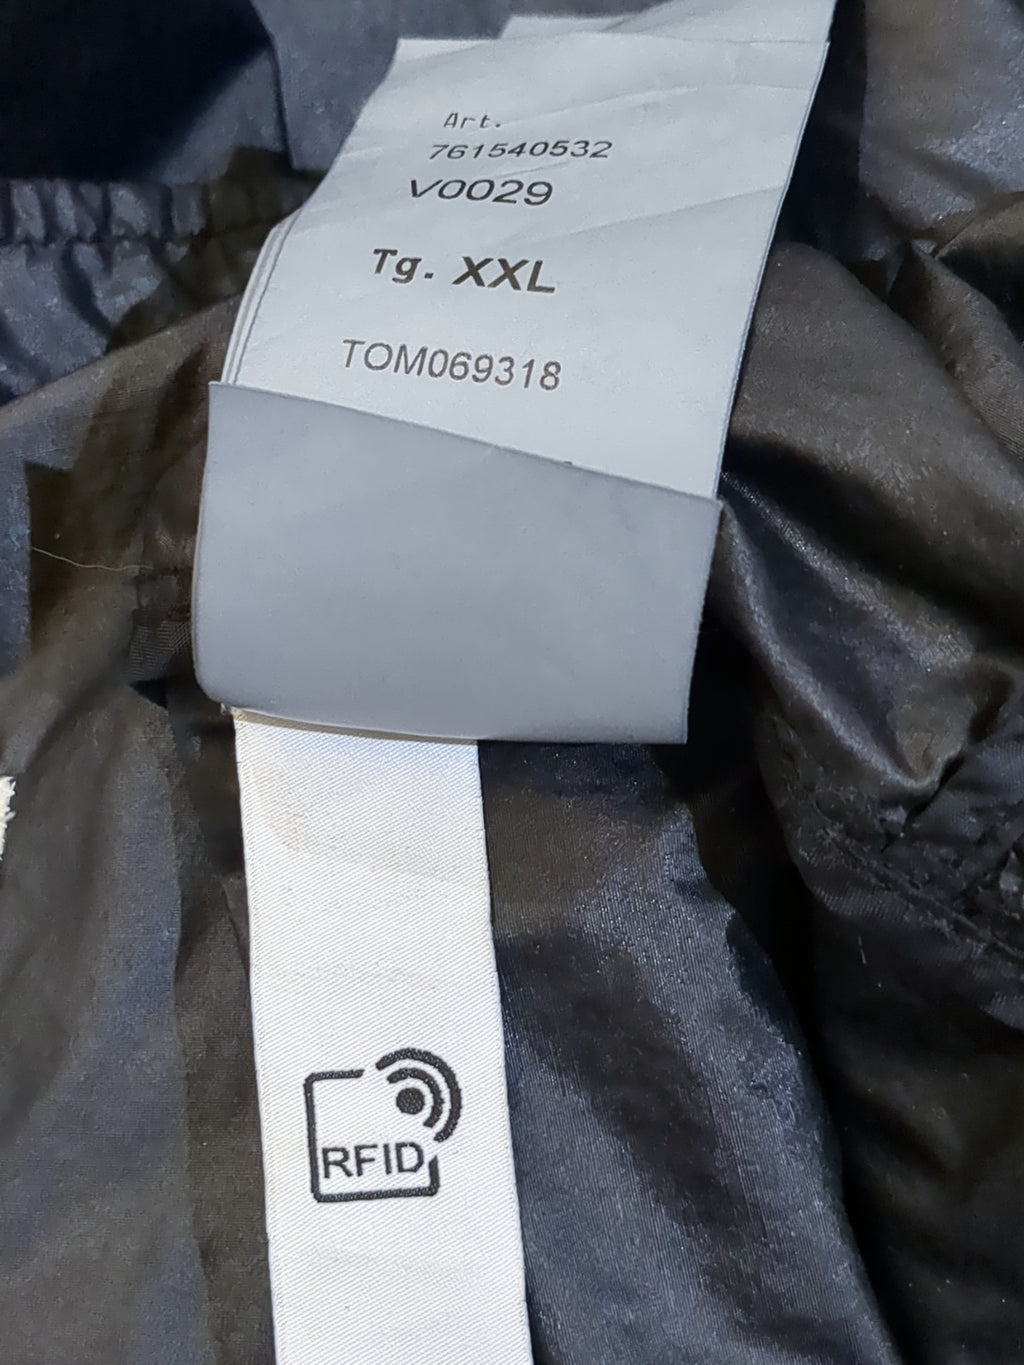 Art.
761540532
V0029
Tg. XXL
TOM069318
RFID